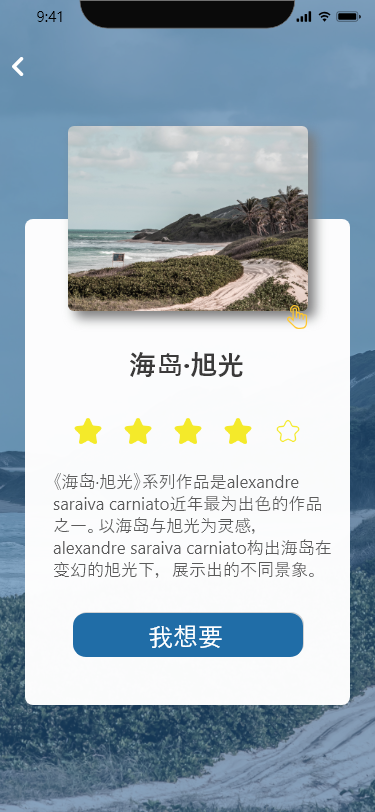 9:41
海岛·旭光
《海岛·旭光》系列作品是alexandre
saraiva carniato近年最为出色的作品
之一。以海岛与旭光为灵感，
alexandre saraiva carniato构出海岛在
变幻的旭光下，展示出的不同景象。
我想要